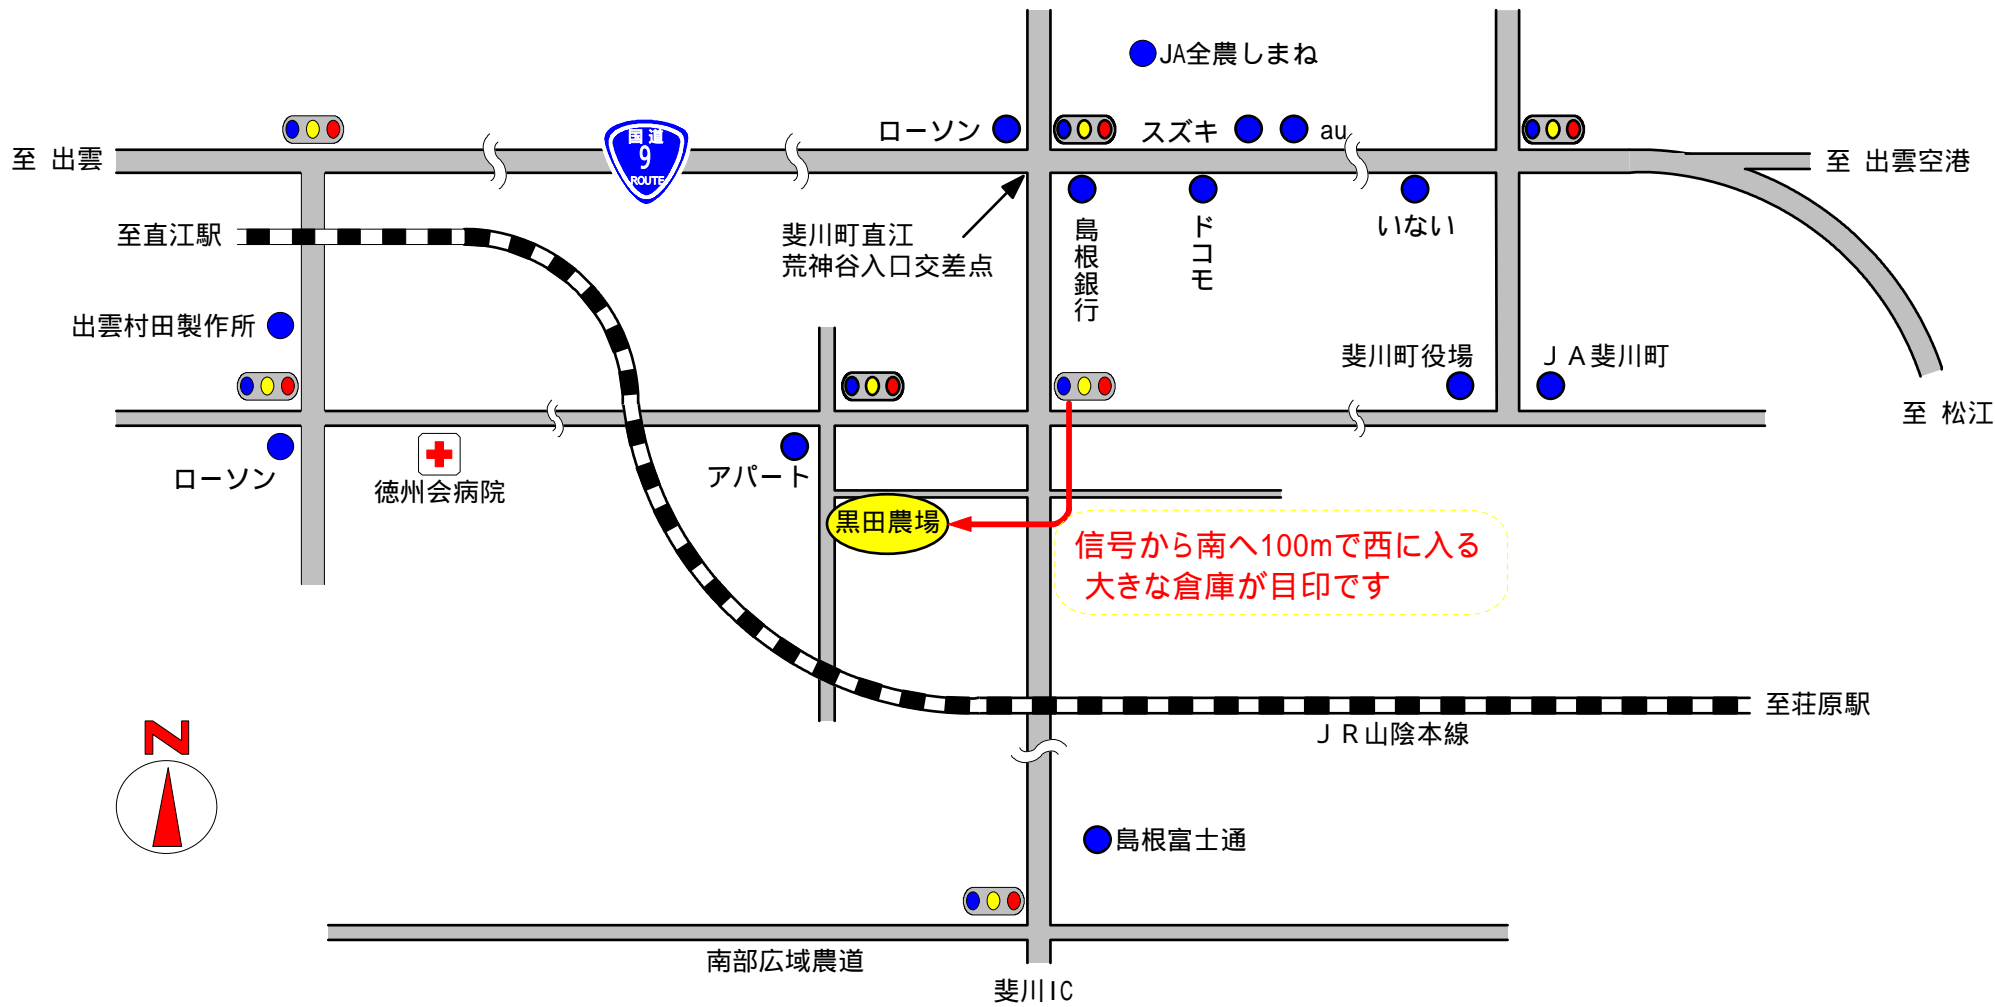 JA全農しまね
ローソン
スズキ
au
国道
9
ROUTE
至 出雲
至 出雲空港
至直江駅
斐川町直江
荒神谷入口交差点
島根銀行
ドコモ
いない
出雲村田製作所
斐川町役場
ＪＡ斐川町
至 松江
ローソン
徳州会病院
アパート
黒田農場
信号から南へ100mで西に入る
大きな倉庫が目印です
至荘原駅
ＪＲ山陰本線
N
島根富士通
南部広域農道
斐川IC